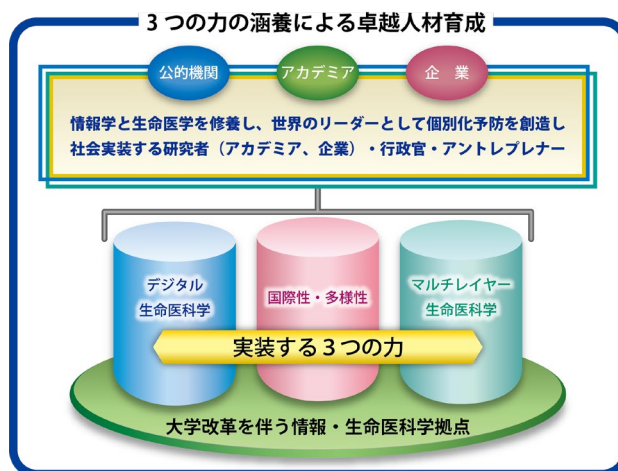 3つの力の涵養による卓越人材育成
公的機関
アカデミア
企 業
情報学と生命医学を修養し、世界のリーダーとして個別化予防を創造し
社会実装する研究者(アカデミア、企業)・行政官・アントレプレナー
デジタル
生命医科学
国際性・多様性
マルチレイヤー
生命医科学
実装する3つの力
大学改革を伴う情報・生命医科学拠点